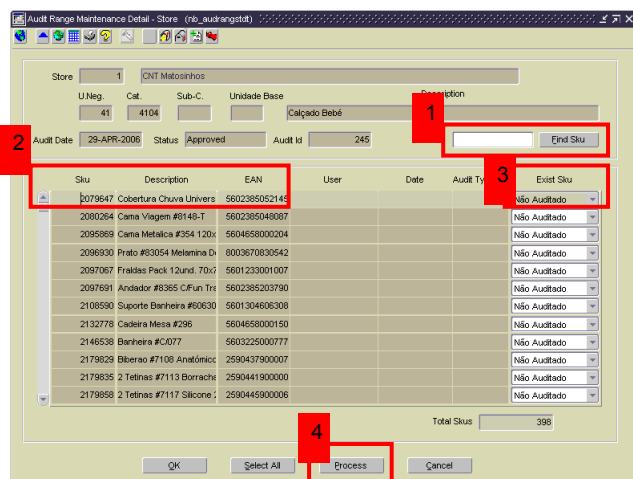 Audit Range Maintenance Detail - Store (nb_audrangstdt)
Store 1 CNT Matosinhos
U.Neg. Cat. Sub-C. Unidade Base Description
41 4104 Calçado Bebé
1
2
Audit Date 29-APR-2006 Status Approved Audit Id 245 Find Sku
3
Sku Description EAN User Date Audit Ty Exist Sku
2079647 Cobertura Chuva Univers 5602385052145 Não Auditado
2080264 Cama Viagem #8148-T 5602385048087 Não Auditado
2095869 Cama Metalica #354 120x 5604658000204 Não Auditado
2096930 Prato #83054 Melamina D 8003670830542 Não Auditado
2097067 Fraldas Pack 12und. 70x7 5601233001007 Não Auditado
2097691 Andador #8365 C/Fun Tra 5602385203790 Não Auditado
2108590 Suporte Banheira #60630 5601304606308 Não Auditado
2132778 Cadeira Mesa #296 5604658000150 Não Auditado
2146538 Banheira #C/077 5603225000777 Não Auditado
2179829 Biberao #7108 Anatómicc 2590437900007 Não Auditado
2179835 2 Tetinas #7113 Borracha 2590441900000 Não Auditado
2179858 2 Tetinas #7117 Silicone 2 2590445900006 Não Auditado
Total Skus 398
4
OK Select All Process Cancel